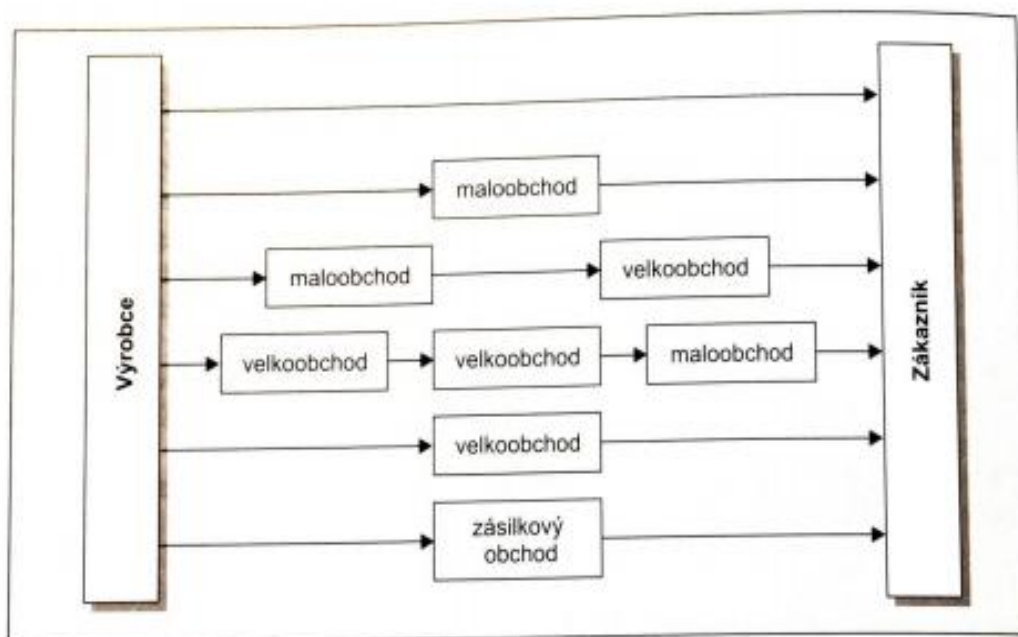 Výrobce
maloobchod
maloobchod velkoobchod
velkoobchod velkoobchod maloobchod
velkoobchod
zásilkový
obchod
Zákazník